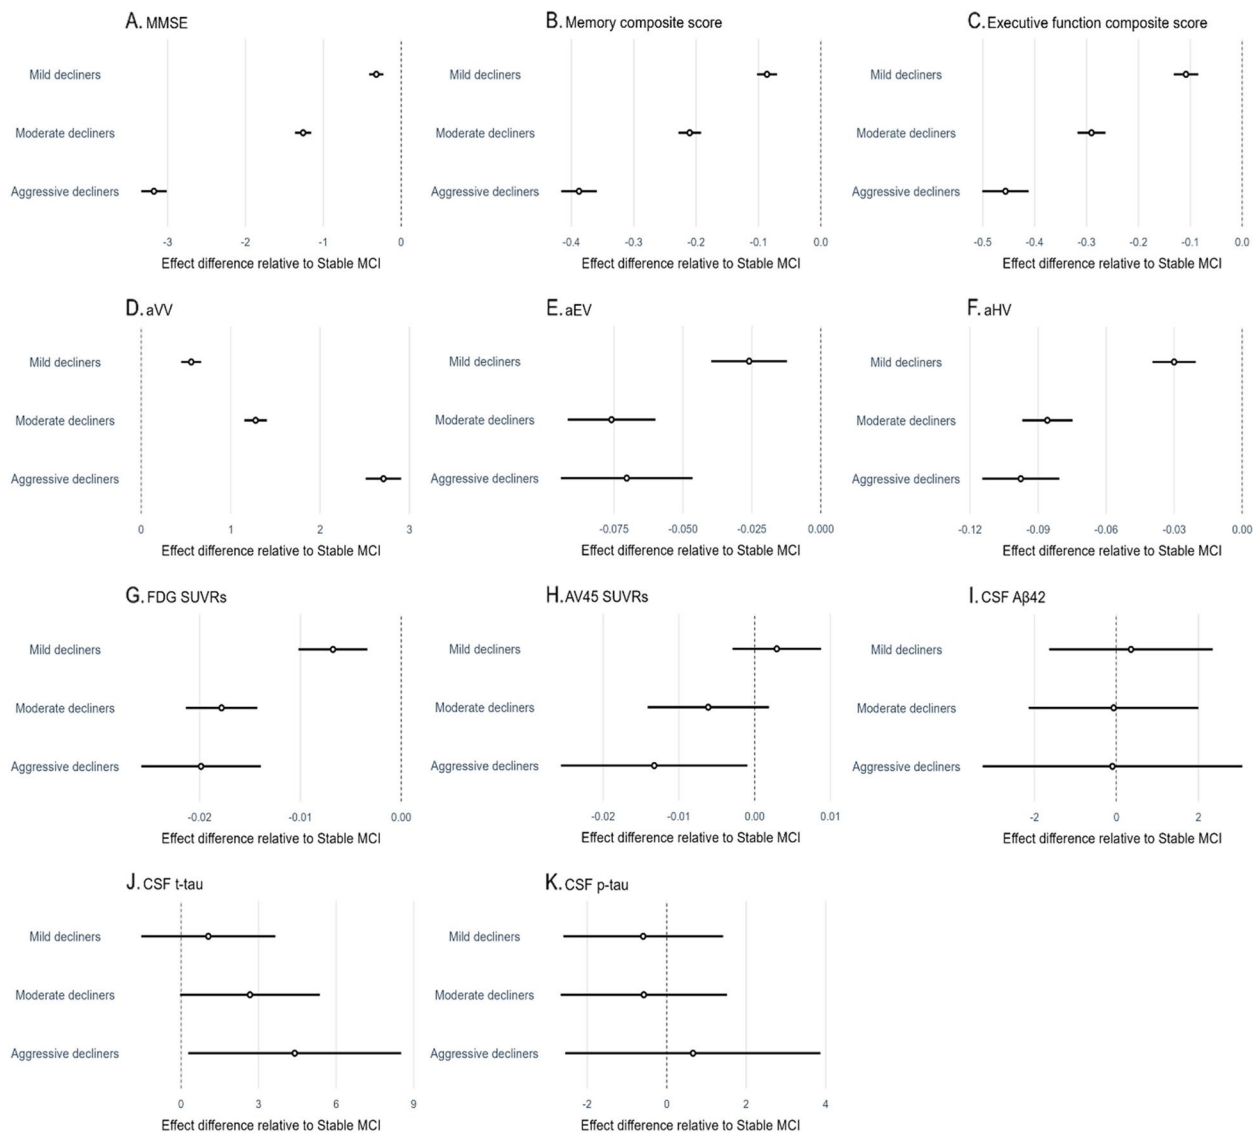 A. MMSE
Mild decliners
Moderate decliners
Aggressive decliners
-3 -2 -1 0
Effect difference relative to Stable MCI
B. Memory composite score
Mild decliners
Moderate decliners
Aggressive decliners
-0.4 -0.3 -0.2 -0.1 0.0
Effect difference relative to Stable MCI
C. Executive function composite score
Mild decliners
Moderate decliners
Aggressive decliners
-0.5 -0.4 -0.3 -0.2 -0.1 0.0
Effect difference relative to Stable MCI
D. aVV
Mild decliners
Moderate decliners
Aggressive decliners
0 1 2 3
Effect difference relative to Stable MCI
E. aEV
Mild decliners
Moderate decliners
Aggressive decliners
-0.075 -0.050 -0.025 0.000
Effect difference relative to Stable MCI
F. aHV
Mild decliners
Moderate decliners
Aggressive decliners
-0.12 -0.09 -0.06 -0.03 0.00
Effect difference relative to Stable MCI
G. FDG SUVRs
Mild decliners
Moderate decliners
Aggressive decliners
-0.02 -0.01 0.00
Effect difference relative to Stable MCI
H. AV45 SUVRs
Mild decliners
Moderate decliners
Aggressive decliners
-0.02 -0.01 0.00 0.01
Effect difference relative to Stable MCI
I. CSF Aβ42
Mild decliners
Moderate decliners
Aggressive decliners
-2 0 2
Effect difference relative to Stable MCI
J. CSF t-tau
Mild decliners
Moderate decliners
Aggressive decliners
0 3 6 9
Effect difference relative to Stable MCI
K. CSF p-tau
Mild decliners
Moderate decliners
Aggressive decliners
-2 0 2 4
Effect difference relative to Stable MCI